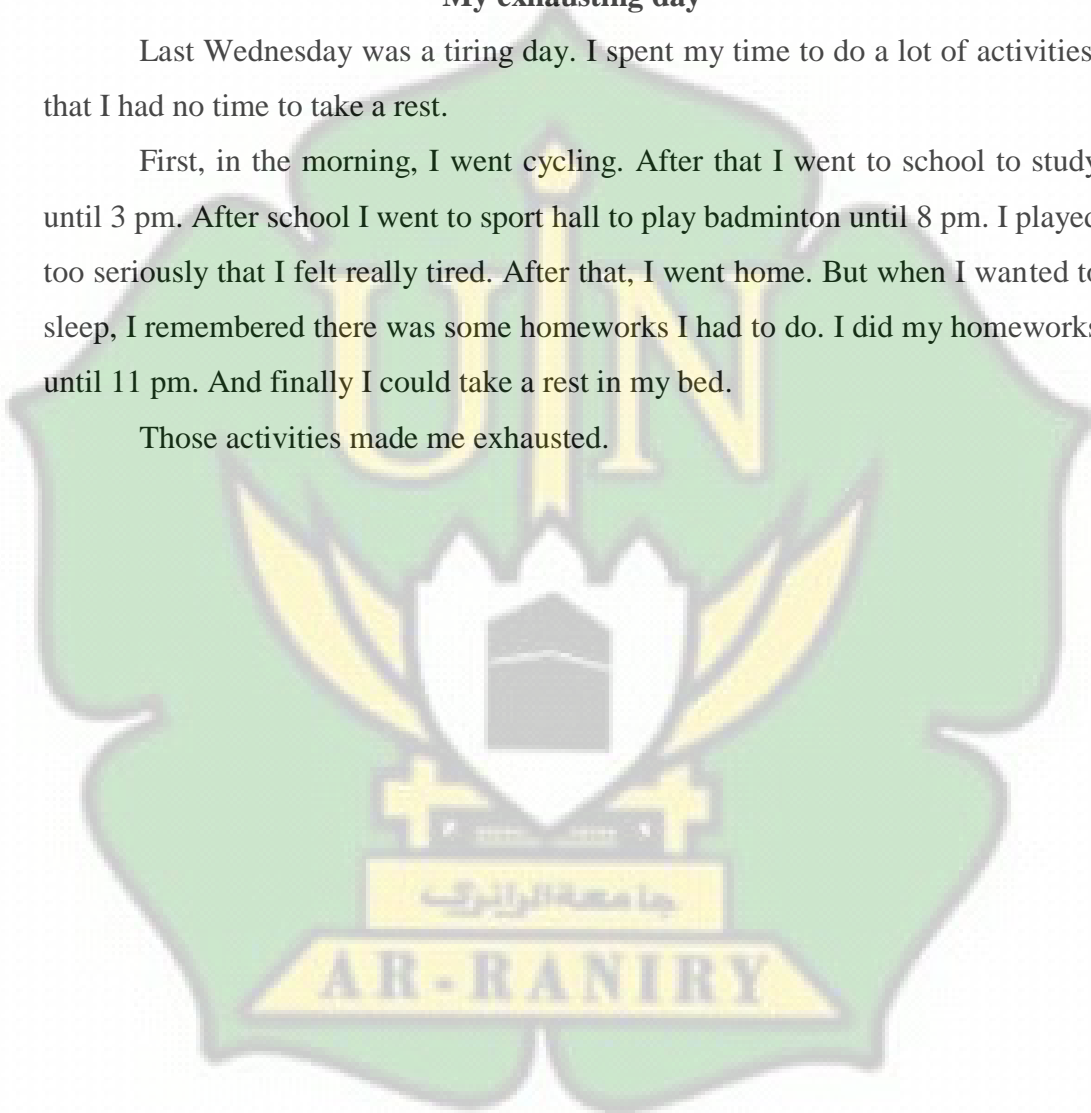 My exhausting day
Last Wednesday was a tiring day. I spent my time to do a lot of activities
that I had no time to take a rest.
First, in the morning, I went cycling. After that I went to school to study
until 3 pm. After school I went to sport hall to play badminton until 8 pm. I played
too seriously that I felt really tired. After that, I went home. But when I wanted to
sleep, I remembered there was some homeworks I had to do. I did my homeworks
until 11 pm. And finally I could take a rest in my bed.
Those activities made me exhausted.
UIN
جامعة الرانري
AR-RANIRY